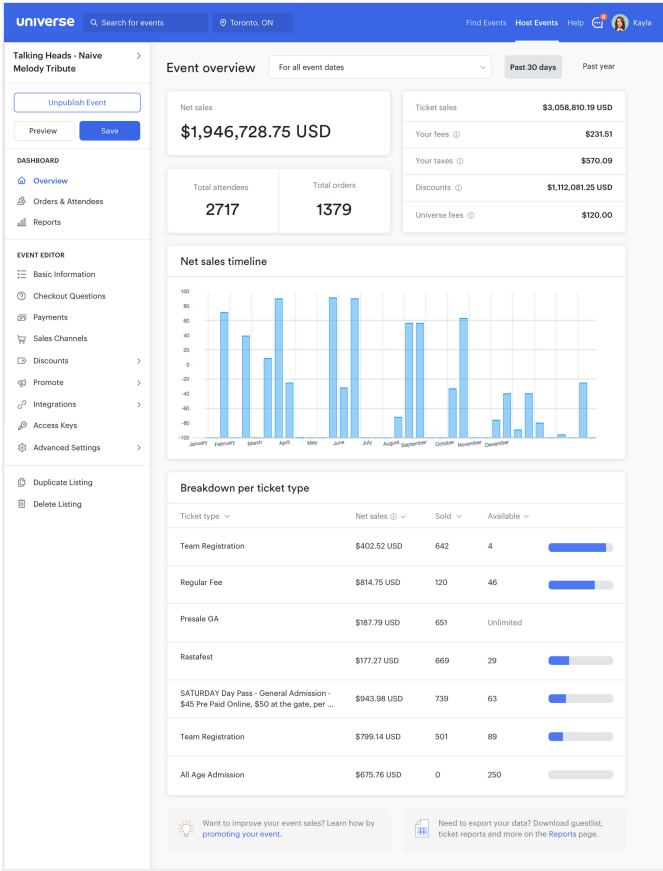 universe
Search for events
Toronto, ON
Find Events
Host Events
Help
4
Kayla
Talking Heads - Naive
Melody Tribute
Unpublish Event
Preview
Save
DASHBOARD
Overview
Orders & Attendees
Reports
EVENT EDITOR
Basic Information
Checkout Questions
Payments
Sales Channels
Discounts
Promote
Integrations
Access Keys
Advanced Settings
Duplicate Listing
Delete Listing
Event overview
For all event dates
Past 30 days
Past year
Net sales
$1,946,728.75 USD
Total attendees
2717
Total orders
1379
Ticket sales $3,058,810.19 USD
Your fees $231.51
Your taxes $570.09
Discounts $1,112,081.25 USD
Universe fees $120.00
Net sales timeline
100
80
60
40
20
0
-20
-40
-60
-80
-100
January February March April May June July August September October November December
Breakdown per ticket type
Ticket type Net sales Sold Available
Team Registration $402.52 USD 642 4
Regular Fee $814.75 USD 120 46
Presale GA $187.79 USD 651 Unlimited
Rastafest $177.27 USD 669 29
SATURDAY Day Pass - General Admission -
$45 Pre Paid Online, $50 at the gate, per ... $943.98 USD 739 63
Team Registration $799.14 USD 501 89
All Age Admission $675.76 USD 0 250
Want to improve your event sales? Learn how by
promoting your event.
Need to export your data? Download guestlist,
ticket reports and more on the Reports page.